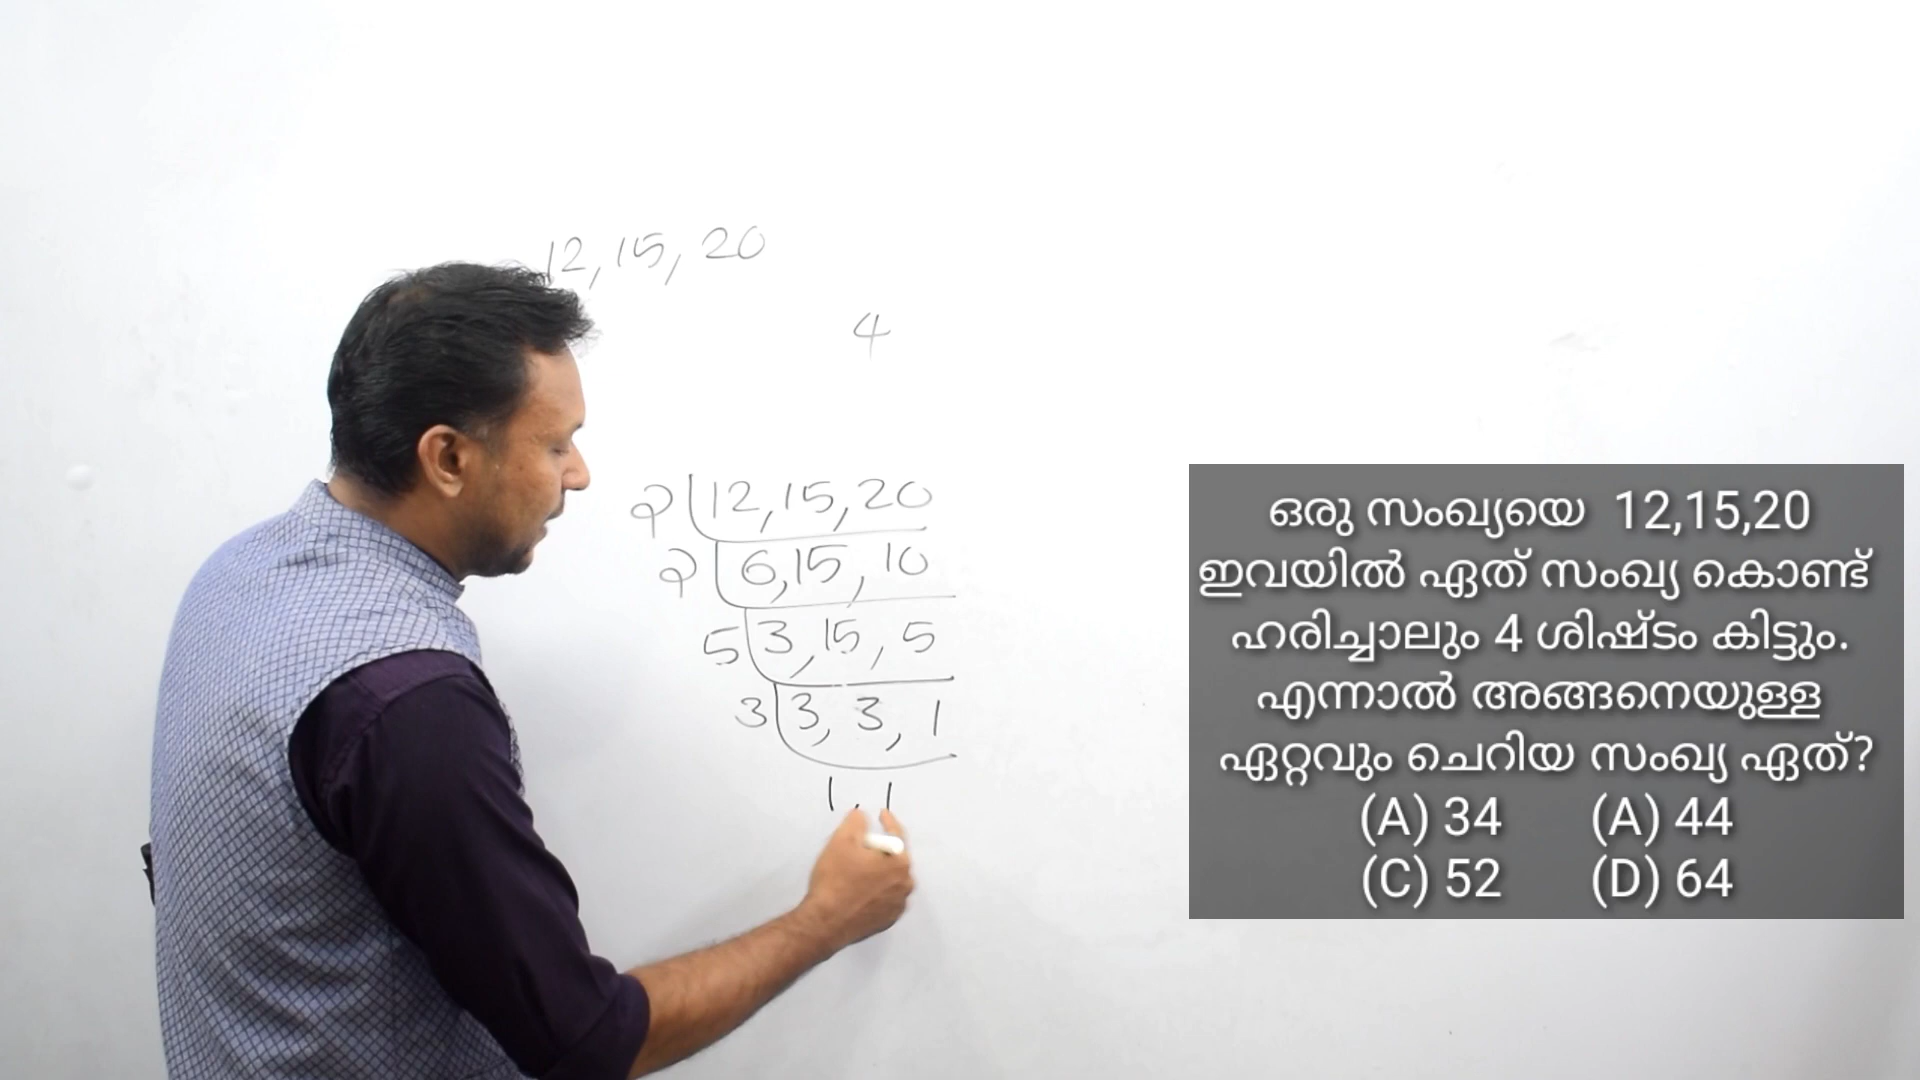 12, 15, 20
4
2 12, 15, 20
2 6, 15, 10
5 3, 15, 5
3 3, 3, 1
1, 1
ഒരു സംഖ്യയെ 12,15,20
ഇവയിൽ ഏത് സംഖ്യ കൊണ്ട്
ഹരിച്ചാലും 4 ശിഷ്ടം കിട്ടും.
എന്നാൽ അങ്ങനെയുള്ള
ഏറ്റവും ചെറിയ സംഖ്യ ഏത്?
(A) 34 (A) 44
(C) 52 (D) 64